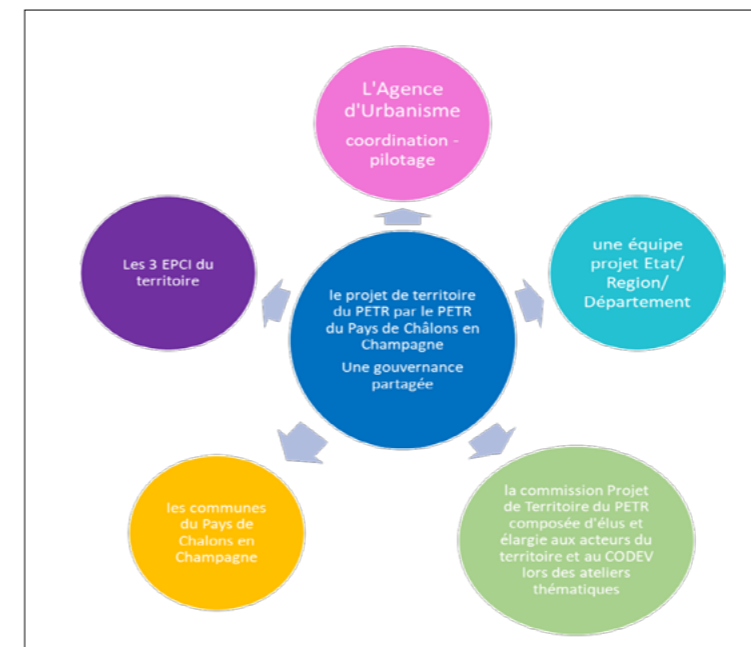 L'Agence
d'Urbanisme
coordination -
pilotage
Les 3 EPCI du
territoire
une équipe
projet Etat/
Region/
Département
le projet de territoire
du PETR par le PETR
du Pays de Châlons en
Champagne
Une gouvernance
partagée
les communes
du Pays de
Chalons en
Champagne
la commission Projet
de Territoire du PETR
composée d'élus et
élargie aux acteurs du
territoire et au CODEV
lors des ateliers
thématiques